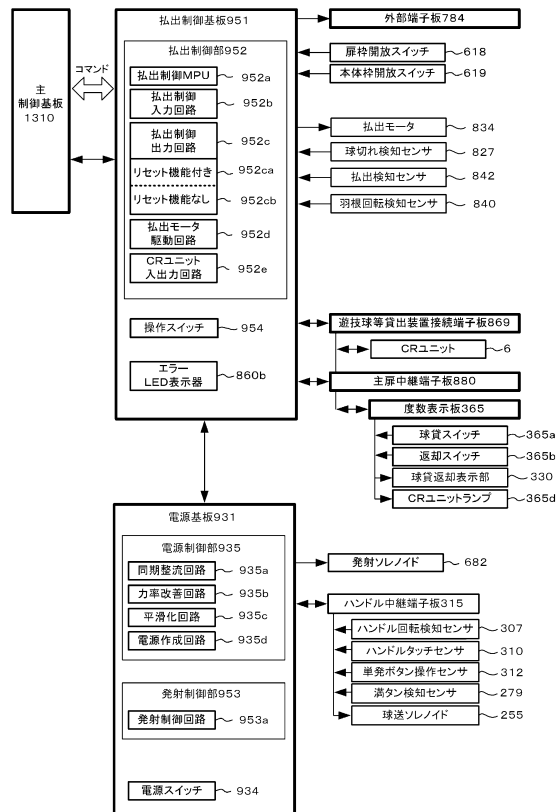 払出制御基板951
外部端子板784
払出制御部952
扉枠開放スイッチ 618
本体枠開放スイッチ 619
コマンド
主
制御基板
1310
払出制御MPU 952a
払出制御
入力回路 952b
払出制御
出力回路 952c
リセット機能付き 952ca
リセット機能なし 952cb
払出モータ
駆動回路 952d
CRユニット
入出力回路 952e
払出モータ 834
球切れ検知センサ 827
払出検知センサ 842
羽根回転検知センサ 840
操作スイッチ 954
エラー
LED表示器 860b
遊技球等貸出装置接続端子板869
CRユニット 6
主扉中継端子板880
度数表示板365
球貸スイッチ 365a
返却スイッチ 365b
球貸返却表示部 330
CRユニットランプ 365d
電源基板931
電源制御部935
同期整流回路 935a
力率改善回路 935b
平滑化回路 935c
電源作成回路 935d
発射制御部953
発射制御回路 953a
電源スイッチ 934
発射ソレノイド 682
ハンドル中継端子板315
ハンドル回転検知センサ 307
ハンドルタッチセンサ 310
単発ボタン操作センサ 312
満タン検知センサ 279
球送ソレノイド 255